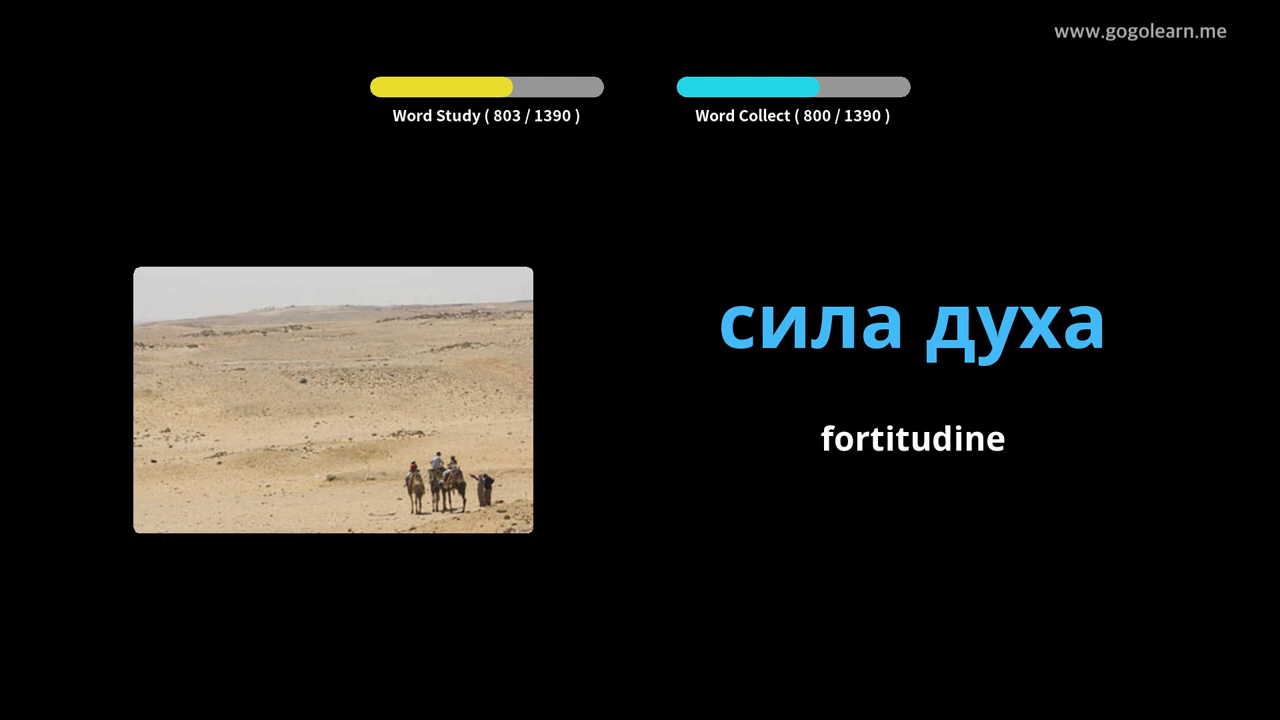 www.gogolearn.me
Word Study ( 803 / 1390 )
Word Collect ( 800 / 1390 )
сила духа
fortitudine